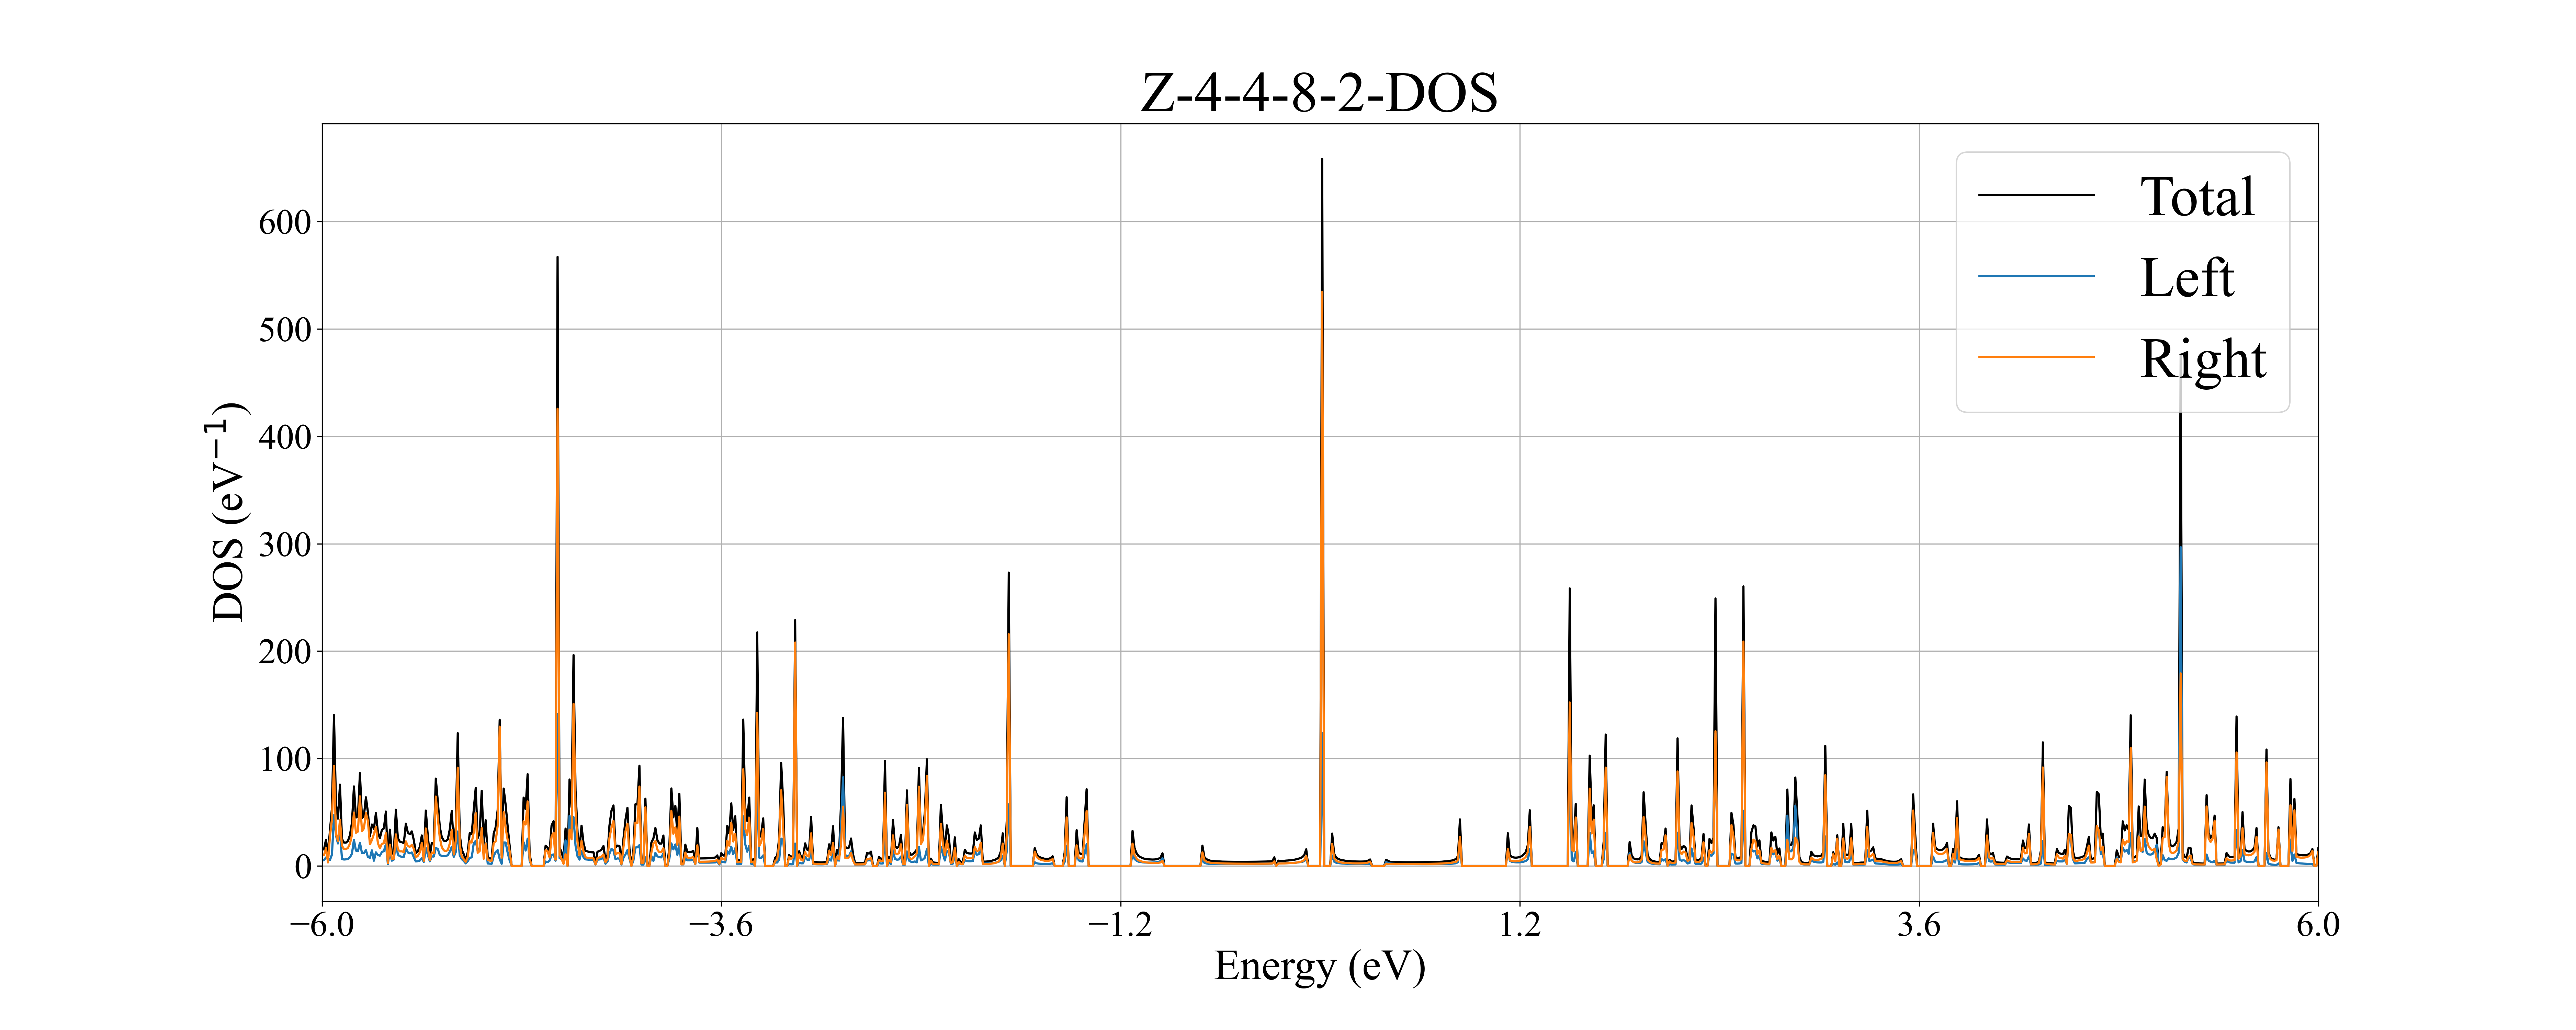 Z-4-4-8-2-DOS
Total
Left
Right
600
500
400
300
200
100
0
DOS (eV⁻¹)
−6.0 −3.6 −1.2 1.2 3.6 6.0
Energy (eV)